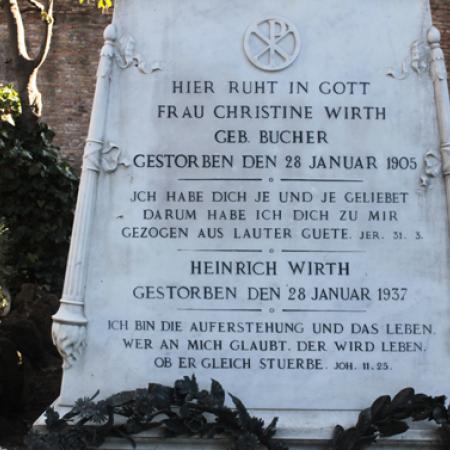 HIER RUHT IN GOTT
FRAU CHRISTINE WIRTH
GEB. BUCHER
GESTORBEN DEN 28 JANUAR 1905
JCH HABE DICH JE UND JE GELIEBET
DARUM HABE ICH DICH ZU MIR
GEZOGEN AUS LAUTER GUETE. JER. 31. 3.
HEINRICH WIRTH
GESTORBEN DEN 28 JANUAR 1937
ICH BIN DIE AUFERSTEHUNG UND DAS LEBEN.
WER AN MICH GLAUBT. DER WIRD LEBEN.
OB ER GLEICH STUERBE. JOH. 11. 25.